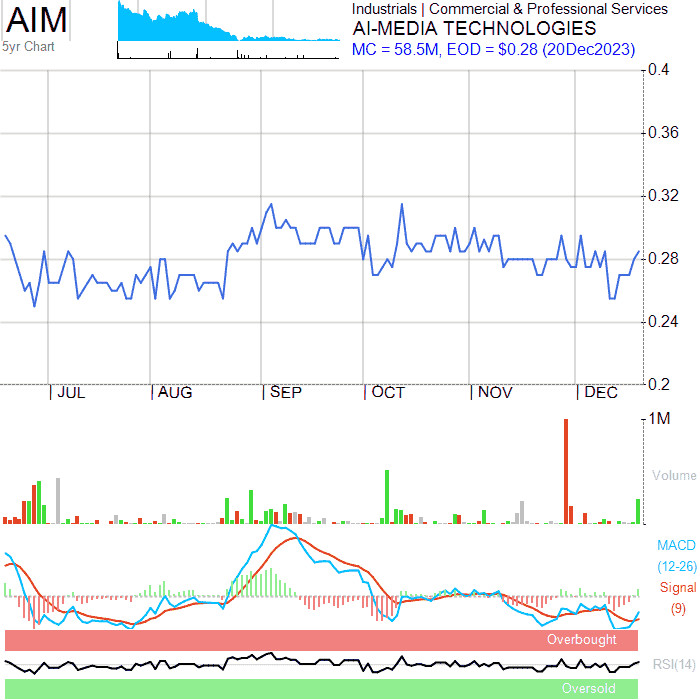 AIM
5yr Chart
Industrials | Commercial & Professional Services
AI-MEDIA TECHNOLOGIES
MC = 58.5M, EOD = $0.28 (20Dec2023)
0.4
0.36
0.32
0.28
0.24
0.2
| JUL | AUG | SEP | OCT | NOV | DEC
1M
Volume
MACD
(12-26)
Signal
(9)
Overbought
RSI(14)
Oversold